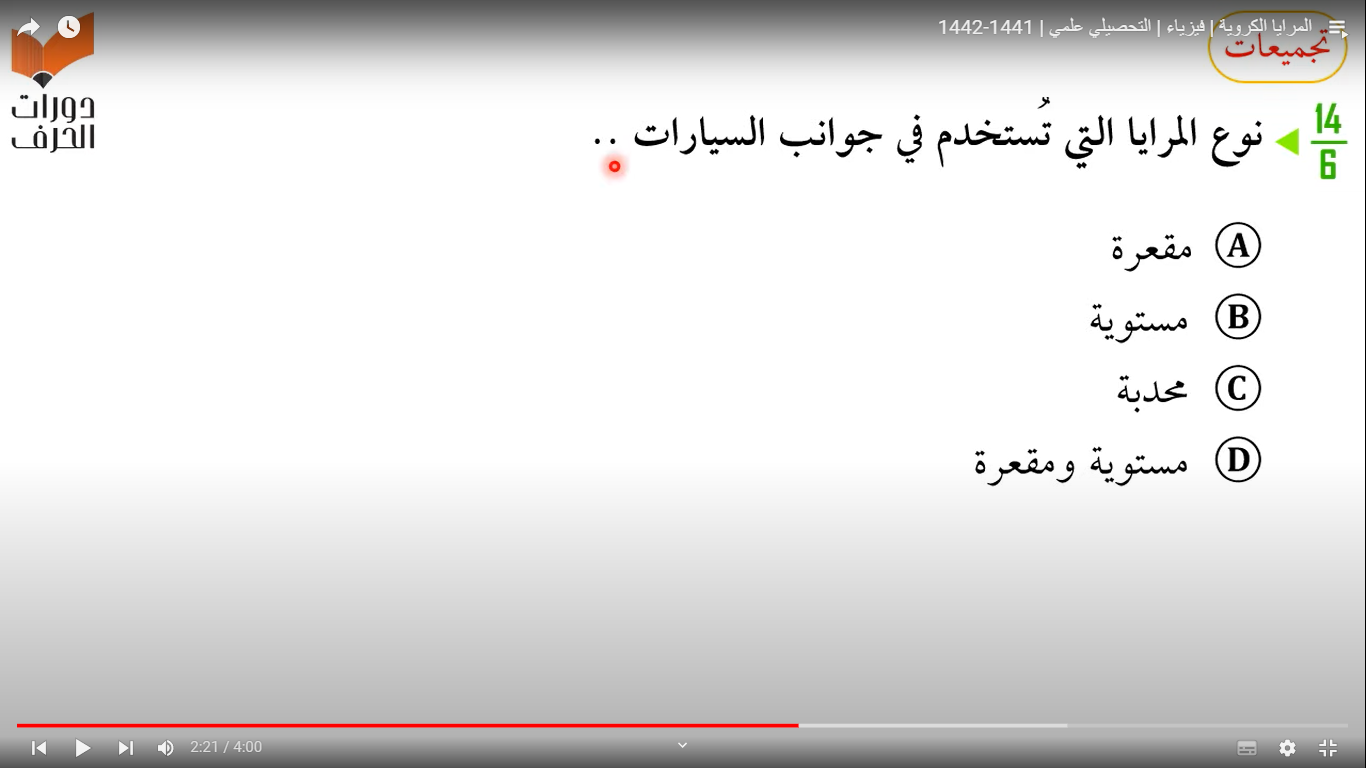 المرايا الكروية | فيزياء | التحصيلي علمي | 1441-1442
تجميعات
دورات
الحرف
14
6
نوع المرايا التي تُستخدم في جوانب السيارات ..
A مقعرة
B مستوية
C محدبة
D مستوية ومقعرة
2:21 / 4:00